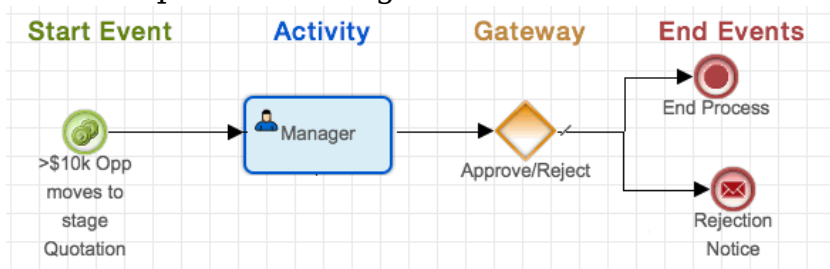 Start Event
Activity
Gateway
End Events
>$10k Opp
moves to
stage
Quotation
Manager
Approve/Reject
End Process
Rejection
Notice